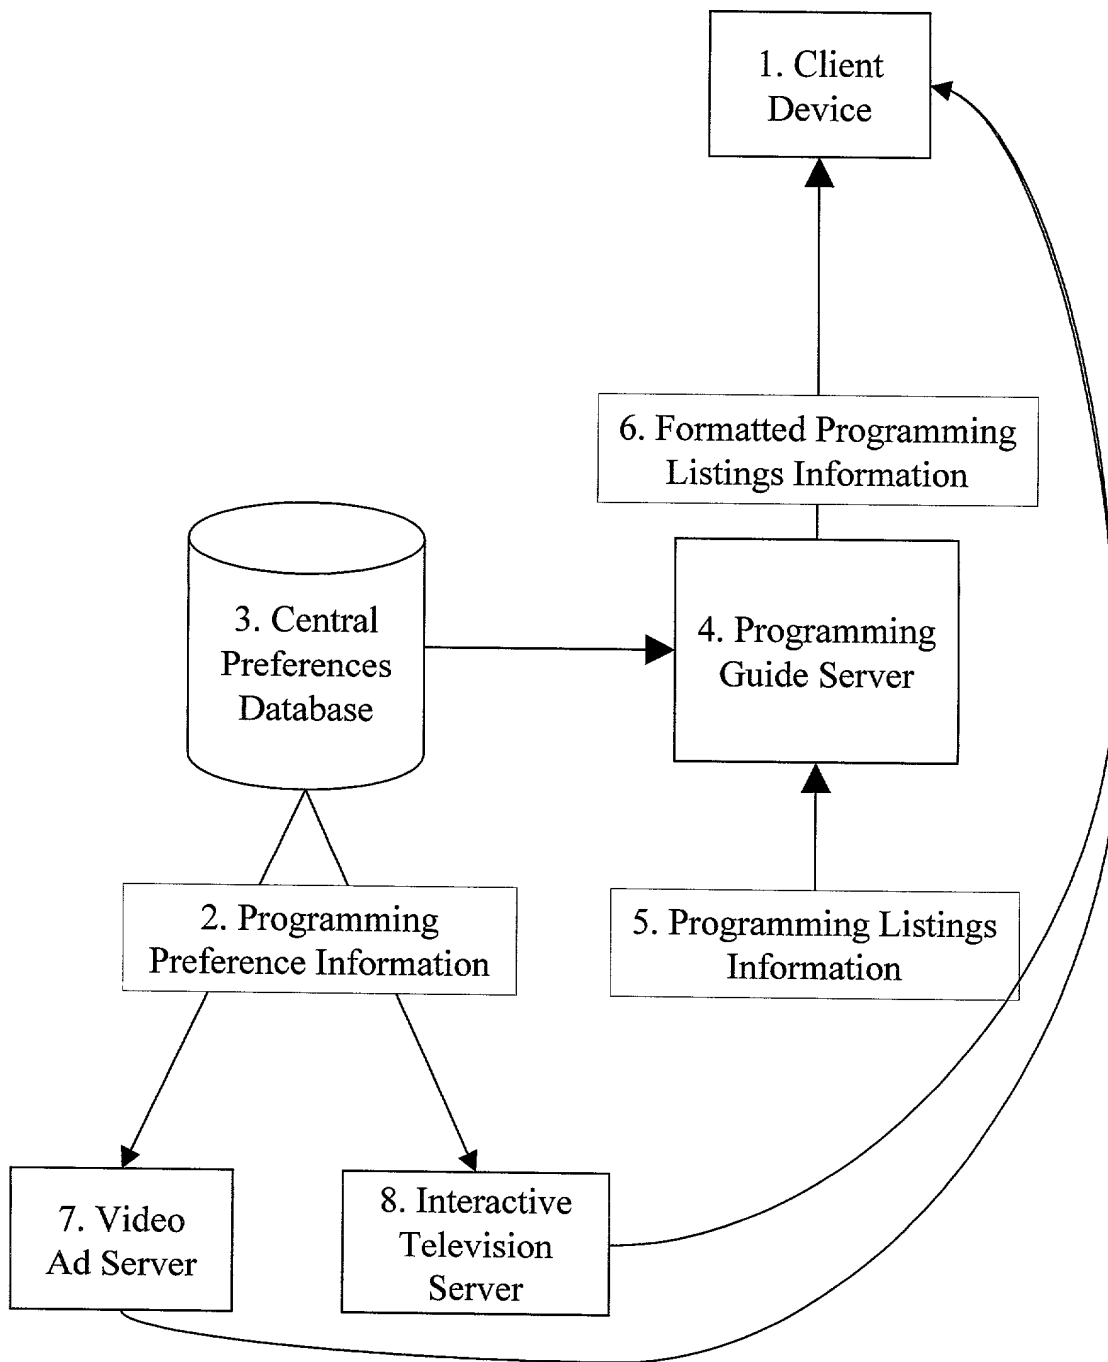 1. Client
Device
6. Formatted Programming
Listings Information
3. Central
Preferences
Database
4. Programming
Guide Server
2. Programming
Preference Information
5. Programming Listings
Information
7. Video
Ad Server
8. Interactive
Television
Server